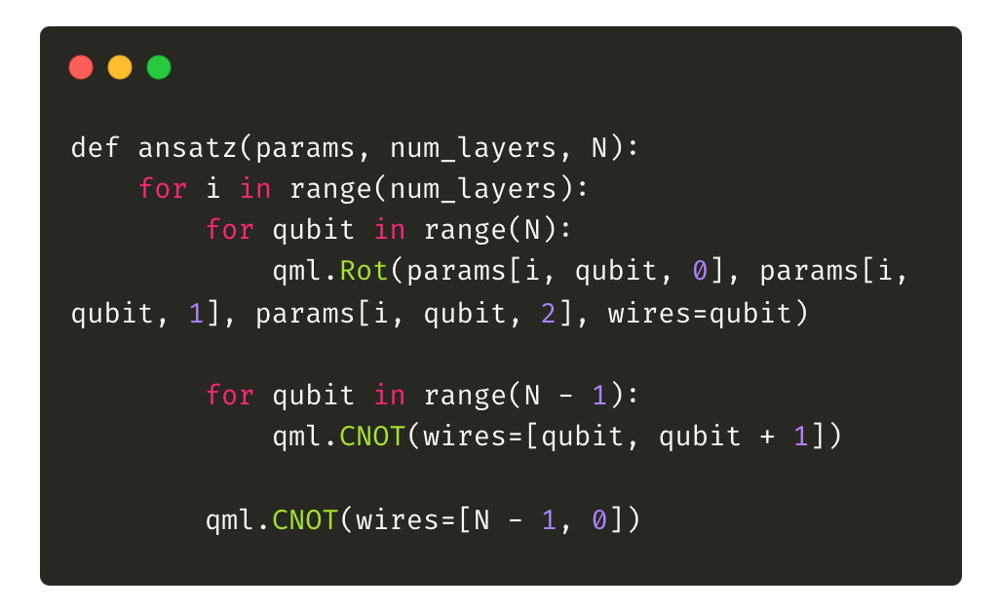 def ansatz(params, num_layers, N):
    for i in range(num_layers):
        for qubit in range(N):
            qml.Rot(params[i, qubit, 0], params[i,
qubit, 1], params[i, qubit, 2], wires=qubit)

        for qubit in range(N - 1):
            qml.CNOT(wires=[qubit, qubit + 1])

        qml.CNOT(wires=[N - 1, 0])